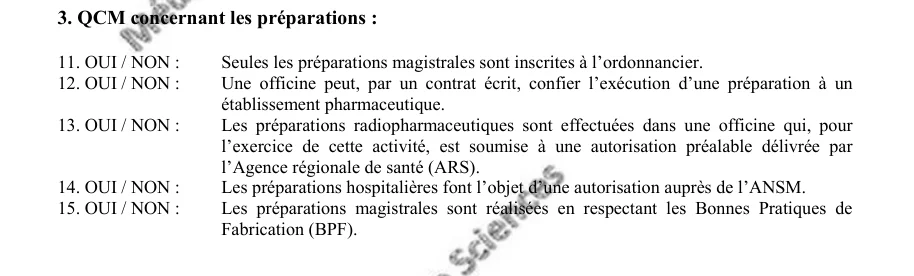 3. QCM concernant les préparations :
11. OUI / NON : Seules les préparations magistrales sont inscrites à l’ordonnancier.
12. OUI / NON : Une officine peut, par un contrat écrit, confier l’exécution d’une préparation à un
établissement pharmaceutique.
13. OUI / NON : Les préparations radiopharmaceutiques sont effectuées dans une officine qui, pour
l’exercice de cette activité, est soumise à une autorisation préalable délivrée par
l’Agence régionale de santé (ARS).
14. OUI / NON : Les préparations hospitalières font l’objet d’une autorisation auprès de l’ANSM.
15. OUI / NON : Les préparations magistrales sont réalisées en respectant les Bonnes Pratiques de
Fabrication (BPF).
Sciences